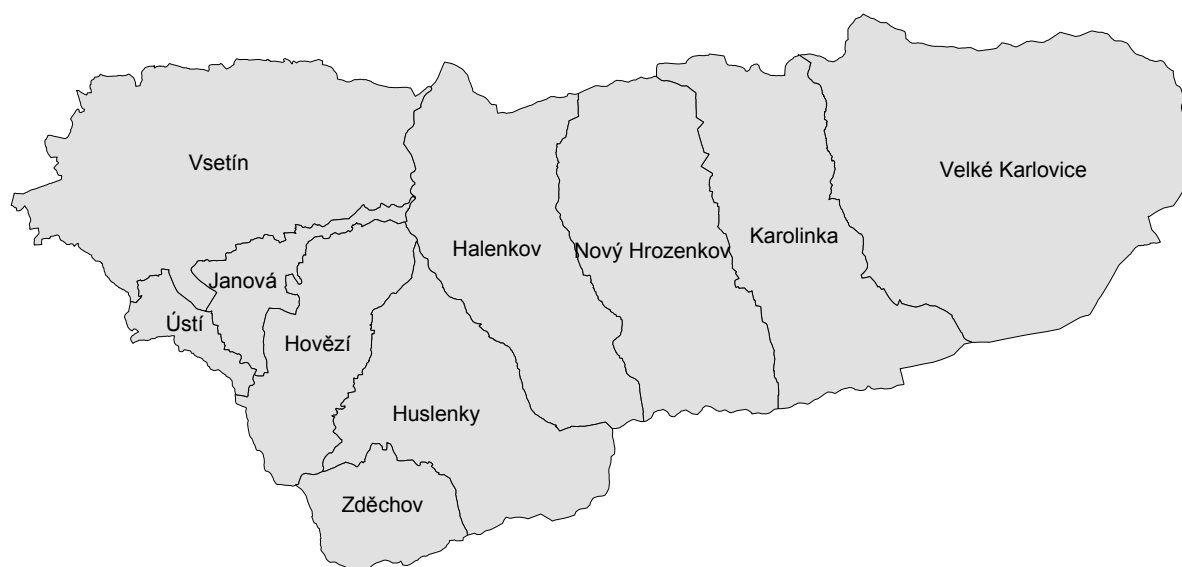 Vsetín
Velké Karlovice
Karolinka
Halenkov
Nový Hrozenkov
Janová
Ústí
Hovězí
Huslenky
Zděchov